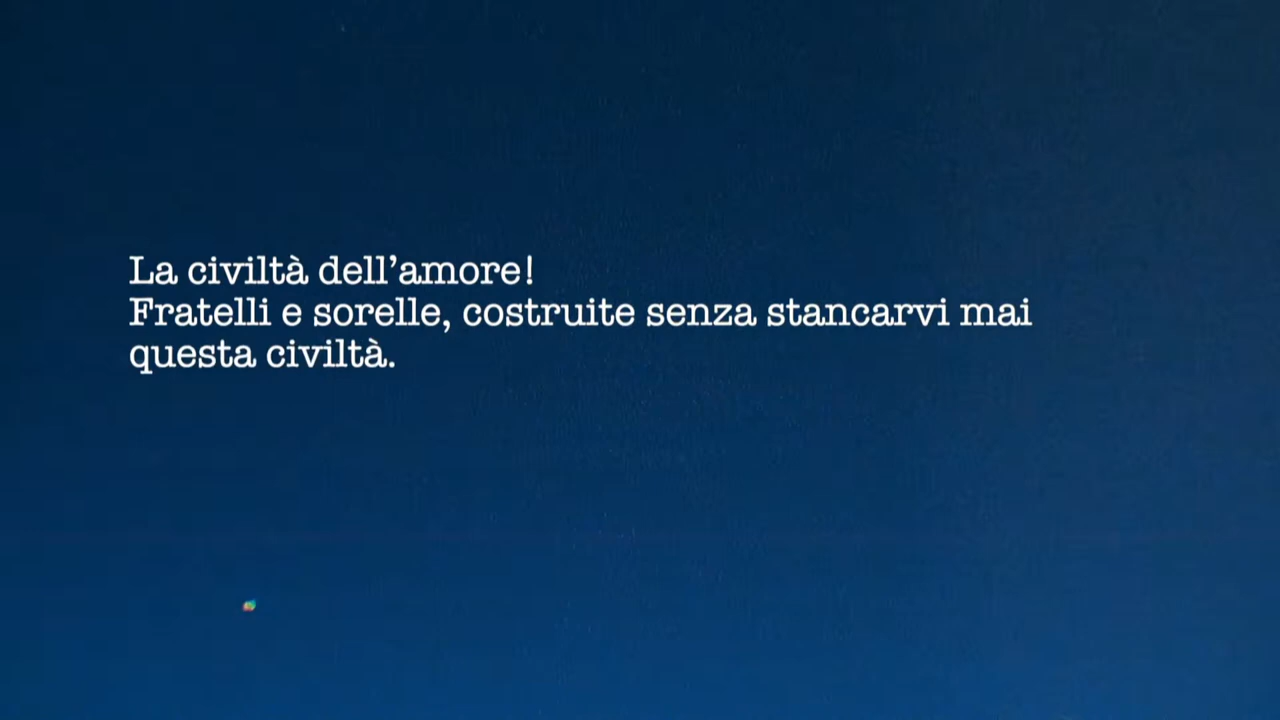 La civiltà dell’amore!
Fratelli e sorelle, costruite senza stancarvi mai
questa civiltà.